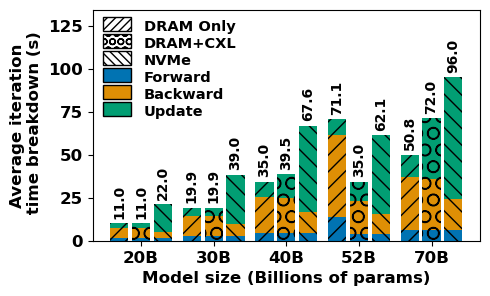 Average iteration
time breakdown (s)
125
100
75
50
25
0
DRAM Only
DRAM+CXL
NVMe
Forward
Backward
Update
11.0
11.0
22.0
19.9
19.9
39.0
35.0
39.5
67.6
71.1
35.0
62.1
50.8
72.0
96.0
20B
30B
40B
52B
70B
Model size (Billions of params)